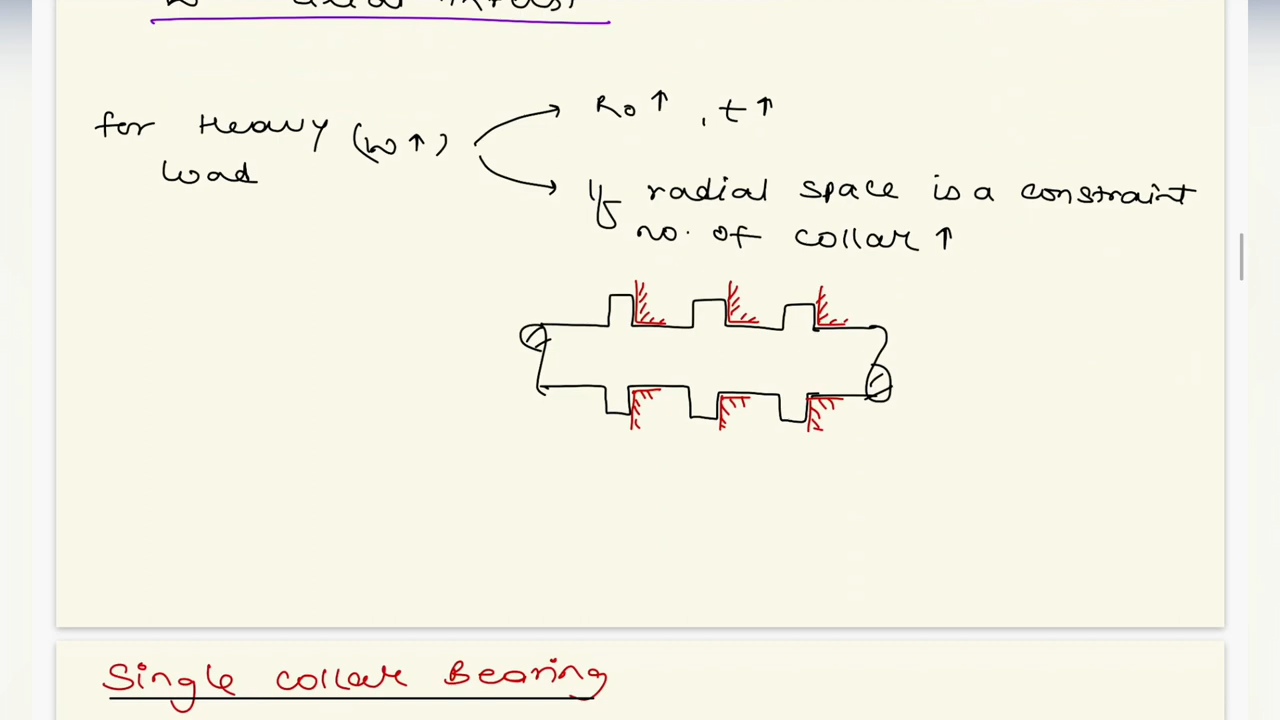 for Heavy (W↑)
load
Ro↑, t↑
If radial space is a constraint
no. of collar ↑
Single collar Bearing